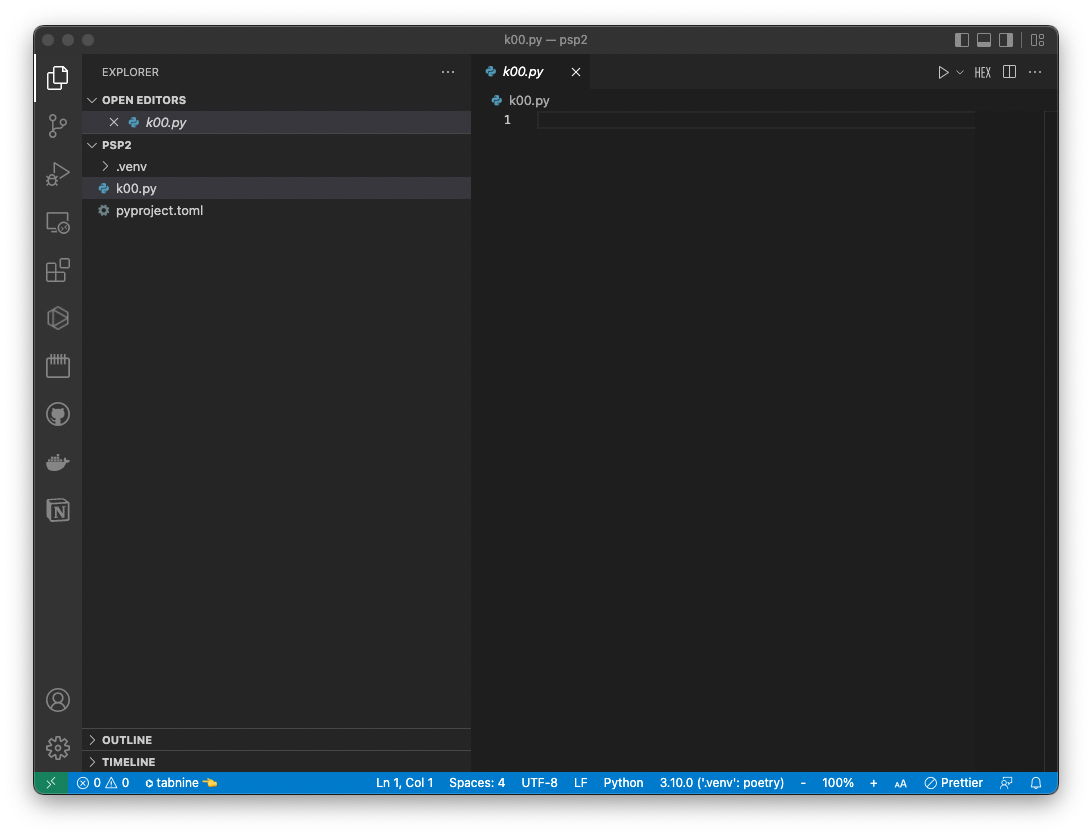 k00.py — psp2
EXPLORER
OPEN EDITORS
k00.py
PSP2
.venv
k00.py
pyproject.toml
OUTLINE
TIMELINE
k00.py
HEX
k00.py
1
0 0 tabnine Ln 1, Col 1 Spaces: 4 UTF-8 LF Python 3.10.0 ('.venv': poetry) - 100% + AA Prettier